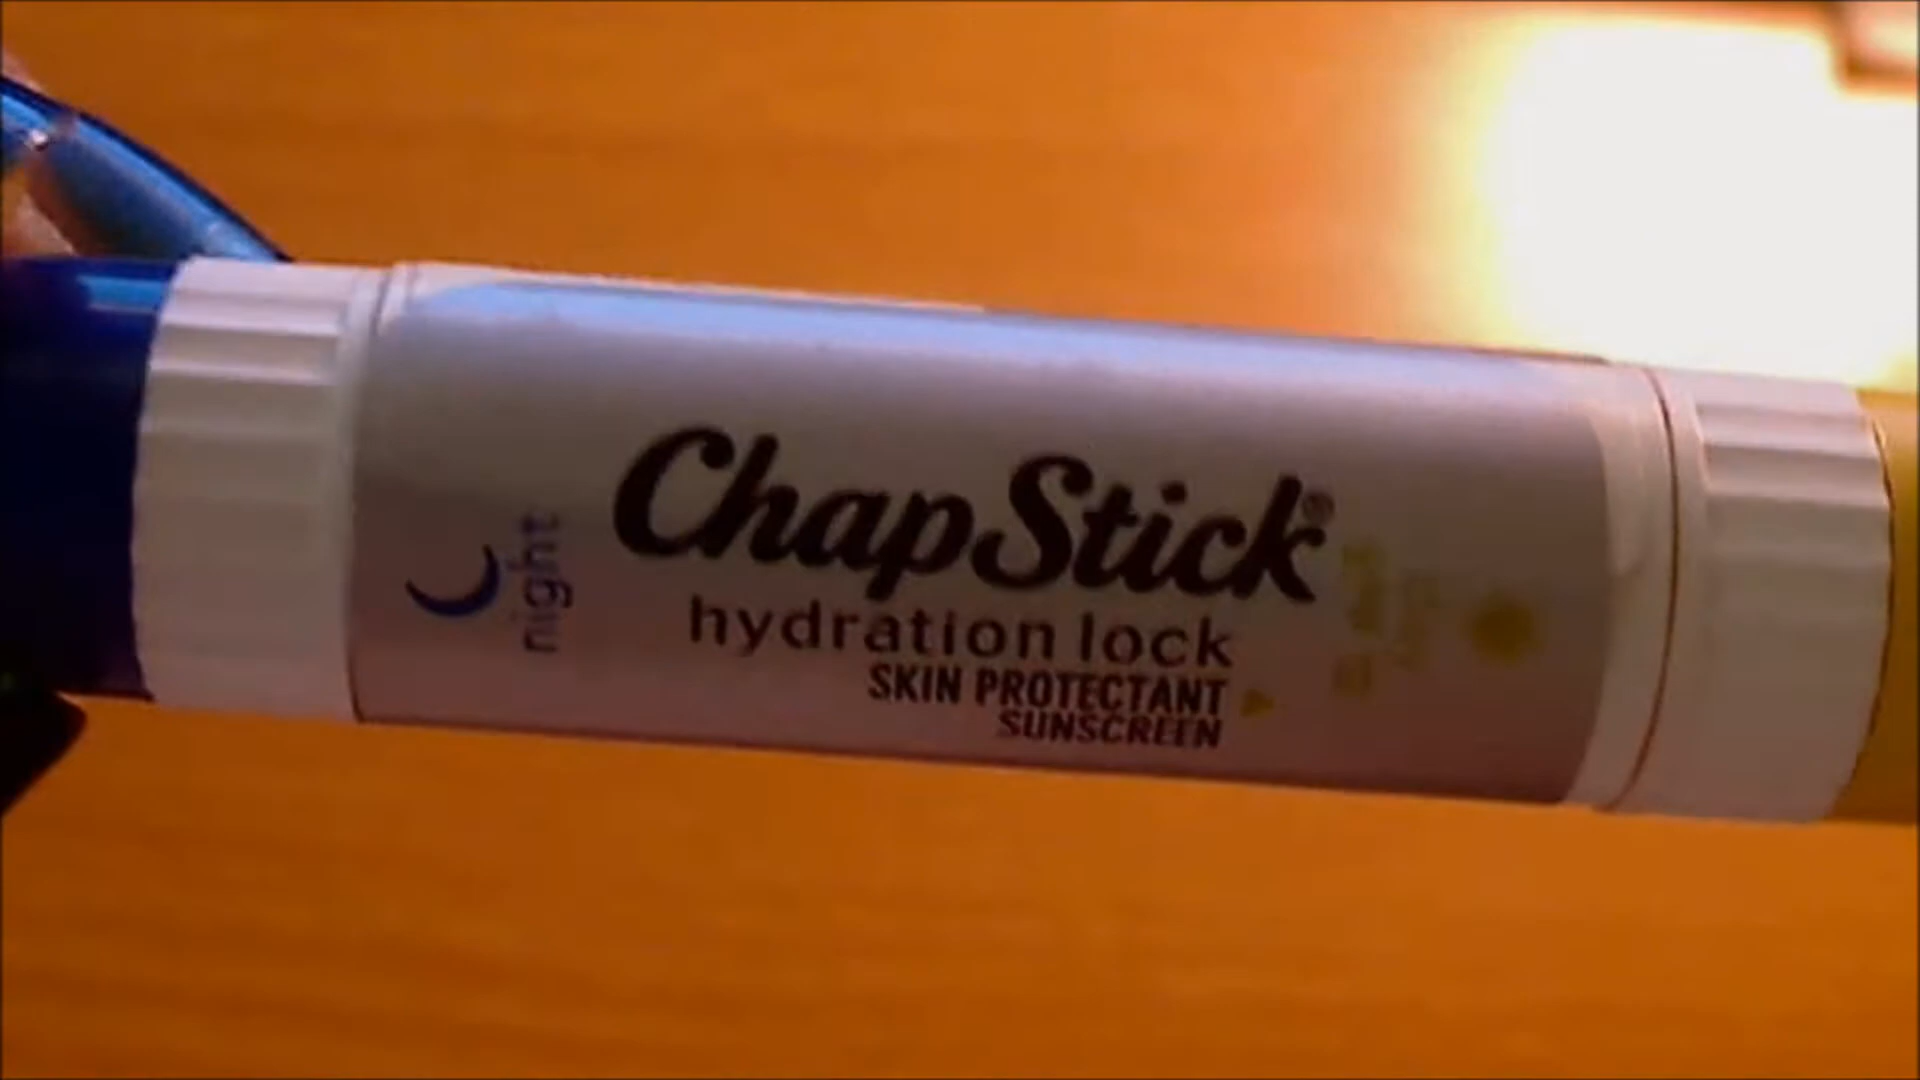 night
ChapStick®
hydration lock
SKIN PROTECTANT
SUNSCREEN